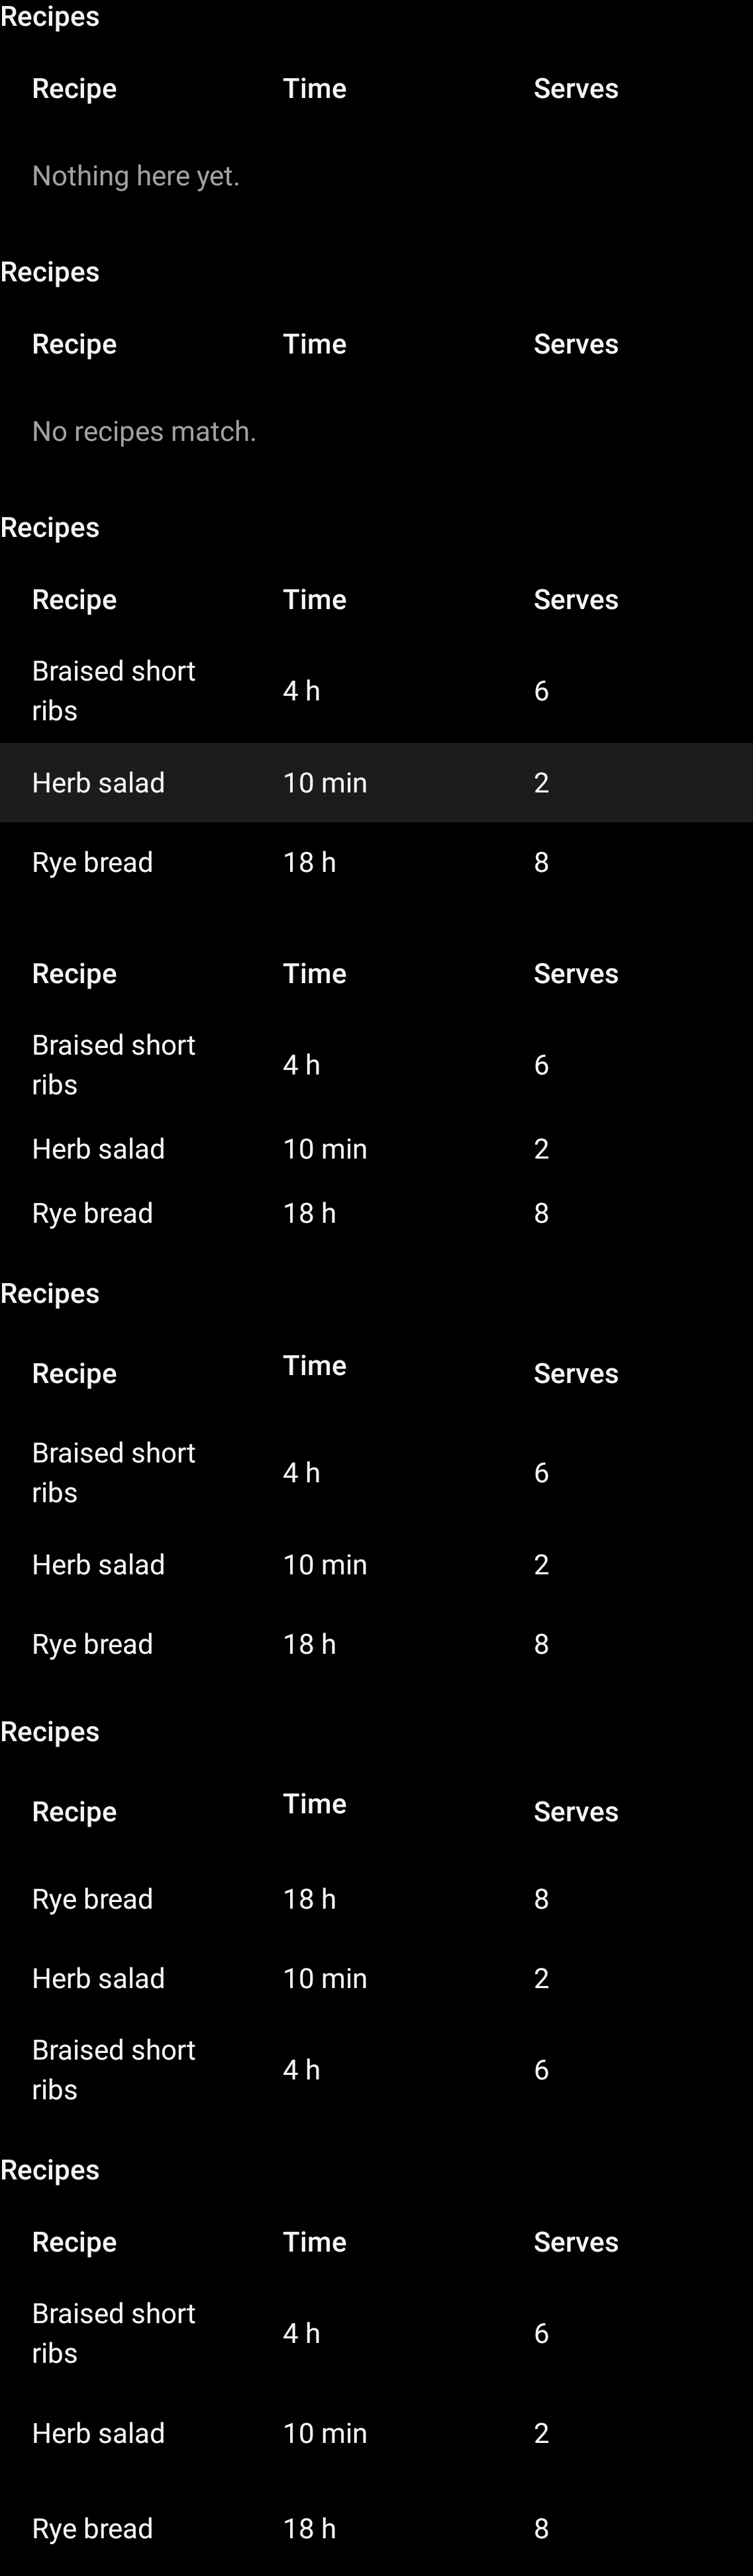 Recipes
Recipe Time Serves
Nothing here yet.
Recipes
Recipe Time Serves
No recipes match.
Recipes
Recipe Time Serves
Braised short
ribs
4 h 6
Herb salad 10 min 2
Rye bread 18 h 8
Recipe Time Serves
Braised short
ribs
4 h 6
Herb salad 10 min 2
Rye bread 18 h 8
Recipes
Recipe Time Serves
Braised short
ribs
4 h 6
Herb salad 10 min 2
Rye bread 18 h 8
Recipes
Recipe Time Serves
Rye bread 18 h 8
Herb salad 10 min 2
Braised short
ribs
4 h 6
Recipes
Recipe Time Serves
Braised short
ribs
4 h 6
Herb salad 10 min 2
Rye bread 18 h 8